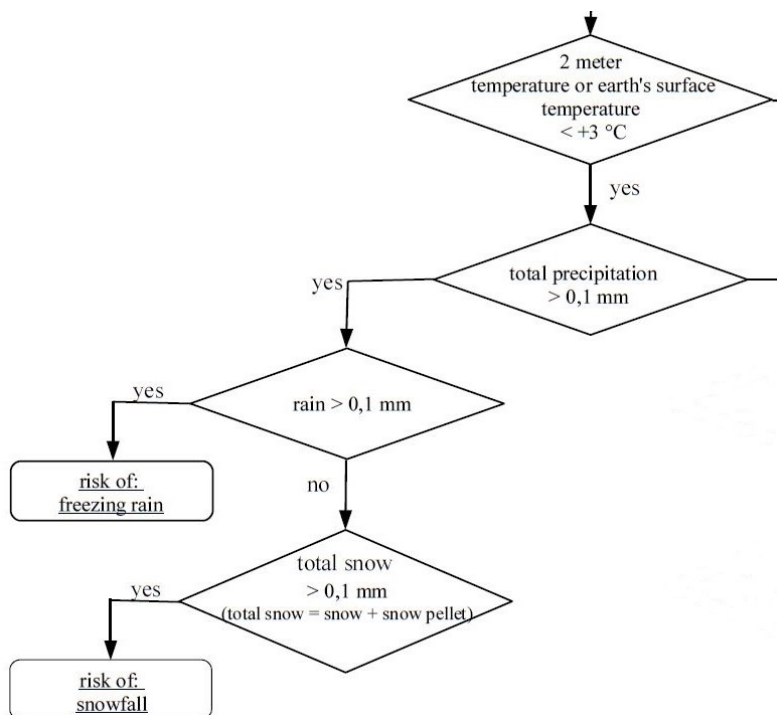 2 meter
temperature or earth's surface
temperature
< +3 °C
yes
total precipitation
> 0,1 mm
yes
rain > 0,1 mm
yes
risk of:
freezing rain
no
total snow
> 0,1 mm
(total snow = snow + snow pellet)
yes
risk of:
snowfall